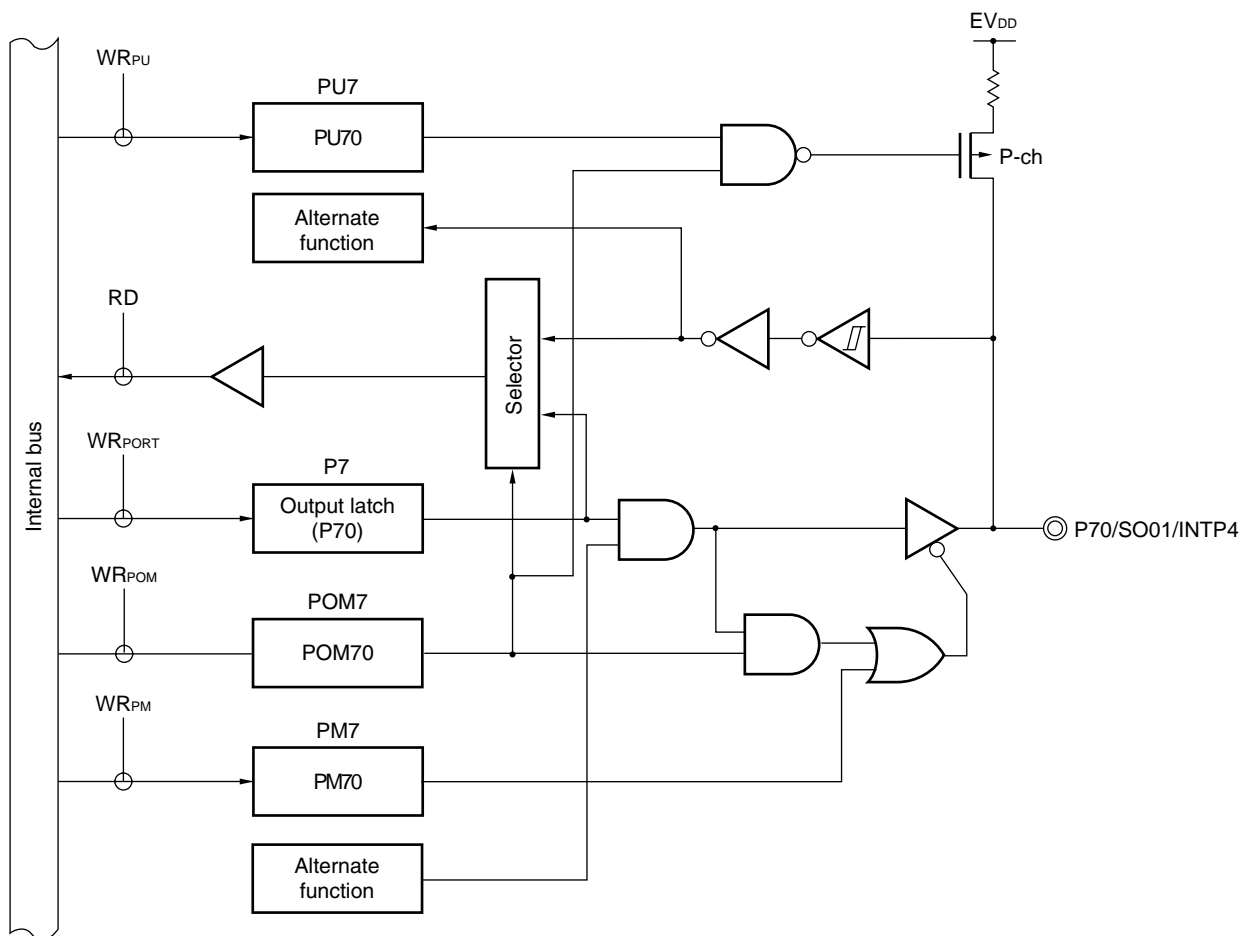 EVDD
WRPU
PU7
PU70
P-ch
Alternate
function
RD
Selector
WRPORT
P7
Output latch
(P70)
P70/SO01/INTP4
Internal bus
WRPOM
POM7
POM70
WRPM
PM7
PM70
Alternate
function